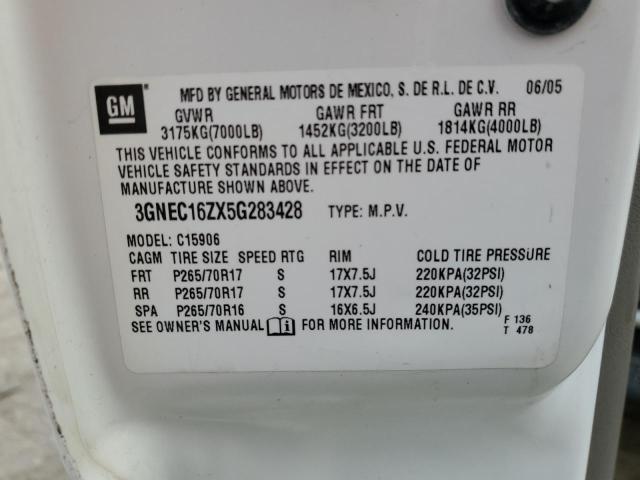 GM
MFD BY GENERAL MOTORS DE MEXICO, S. DE R.L. DE C.V. 06/05
GVWR GAWR FRT GAWR RR
3175KG(7000LB) 1452KG(3200LB) 1814KG(4000LB)
THIS VEHICLE CONFORMS TO ALL APPLICABLE U.S. FEDERAL MOTOR
VEHICLE SAFETY STANDARDS IN EFFECT ON THE DATE OF
MANUFACTURE SHOWN ABOVE.
3GNEC16ZX5G283428 TYPE: M.P.V.
MODEL: C15906
CAGM TIRE SIZE SPEED RTG RIM COLD TIRE PRESSURE
FRT P265/70R17 S 17X7.5J 220KPA(32PSI)
RR P265/70R17 S 17X7.5J 220KPA(32PSI)
SPA P265/70R16 S 16X6.5J 240KPA(35PSI)
SEE OWNER'S MANUAL i FOR MORE INFORMATION.
F 136
T 478